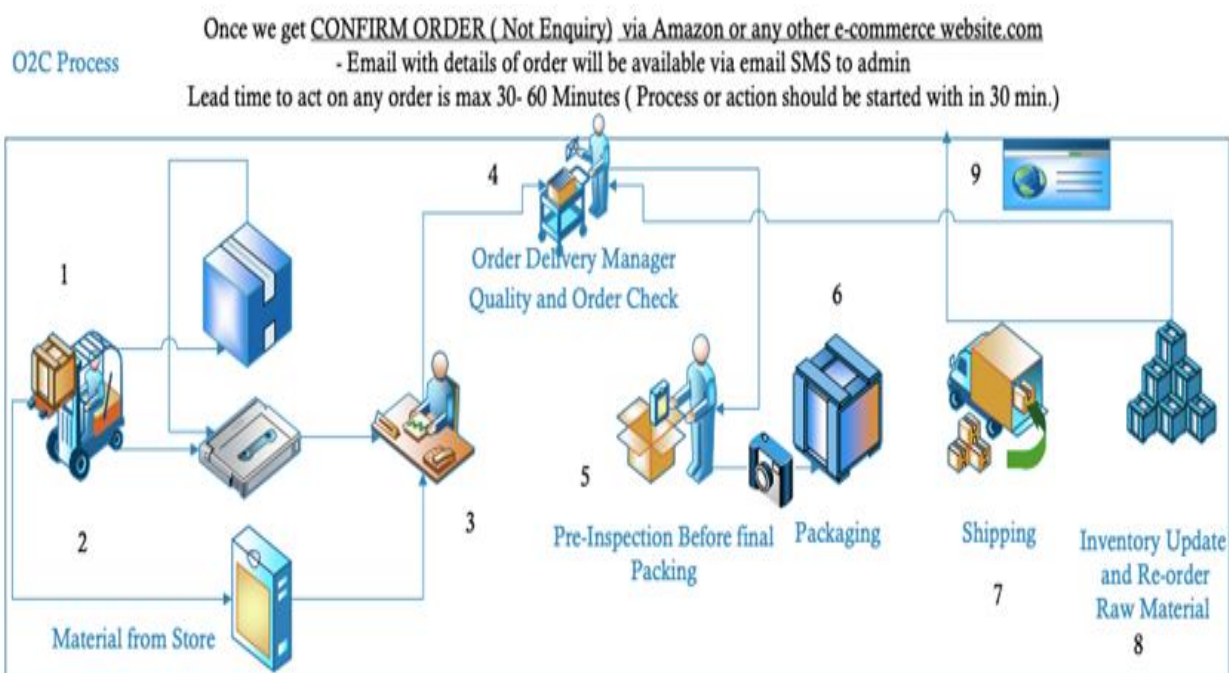 Once we get CONFIRM ORDER ( Not Enquiry) via Amazon or any other e-commerce website.com
O2C Process
- Email with details of order will be available via email SMS to admin
Lead time to act on any order is max 30- 60 Minutes ( Process or action should be started with in 30 min.)
4
9
Order Delivery Manager
Quality and Order Check
1
6
5
3
2
Pre-Inspection Before final
Packing
Packaging
Shipping
Inventory Update
and Re-order
Raw Material
7
Material from Store
8